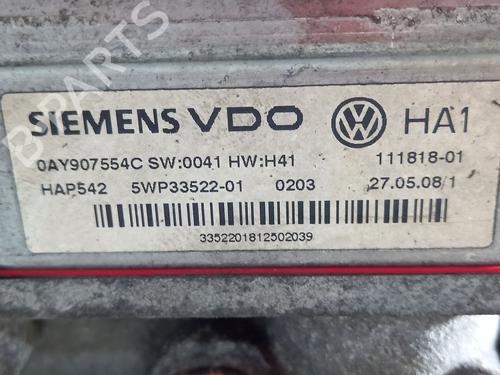 SIEMENS VDO HA1
0AY907554C SW:0041 HW:H41 111818-01
HAP542 5WP33522-01 0203 27.05.08/1
3352201812502039
B-PARTS